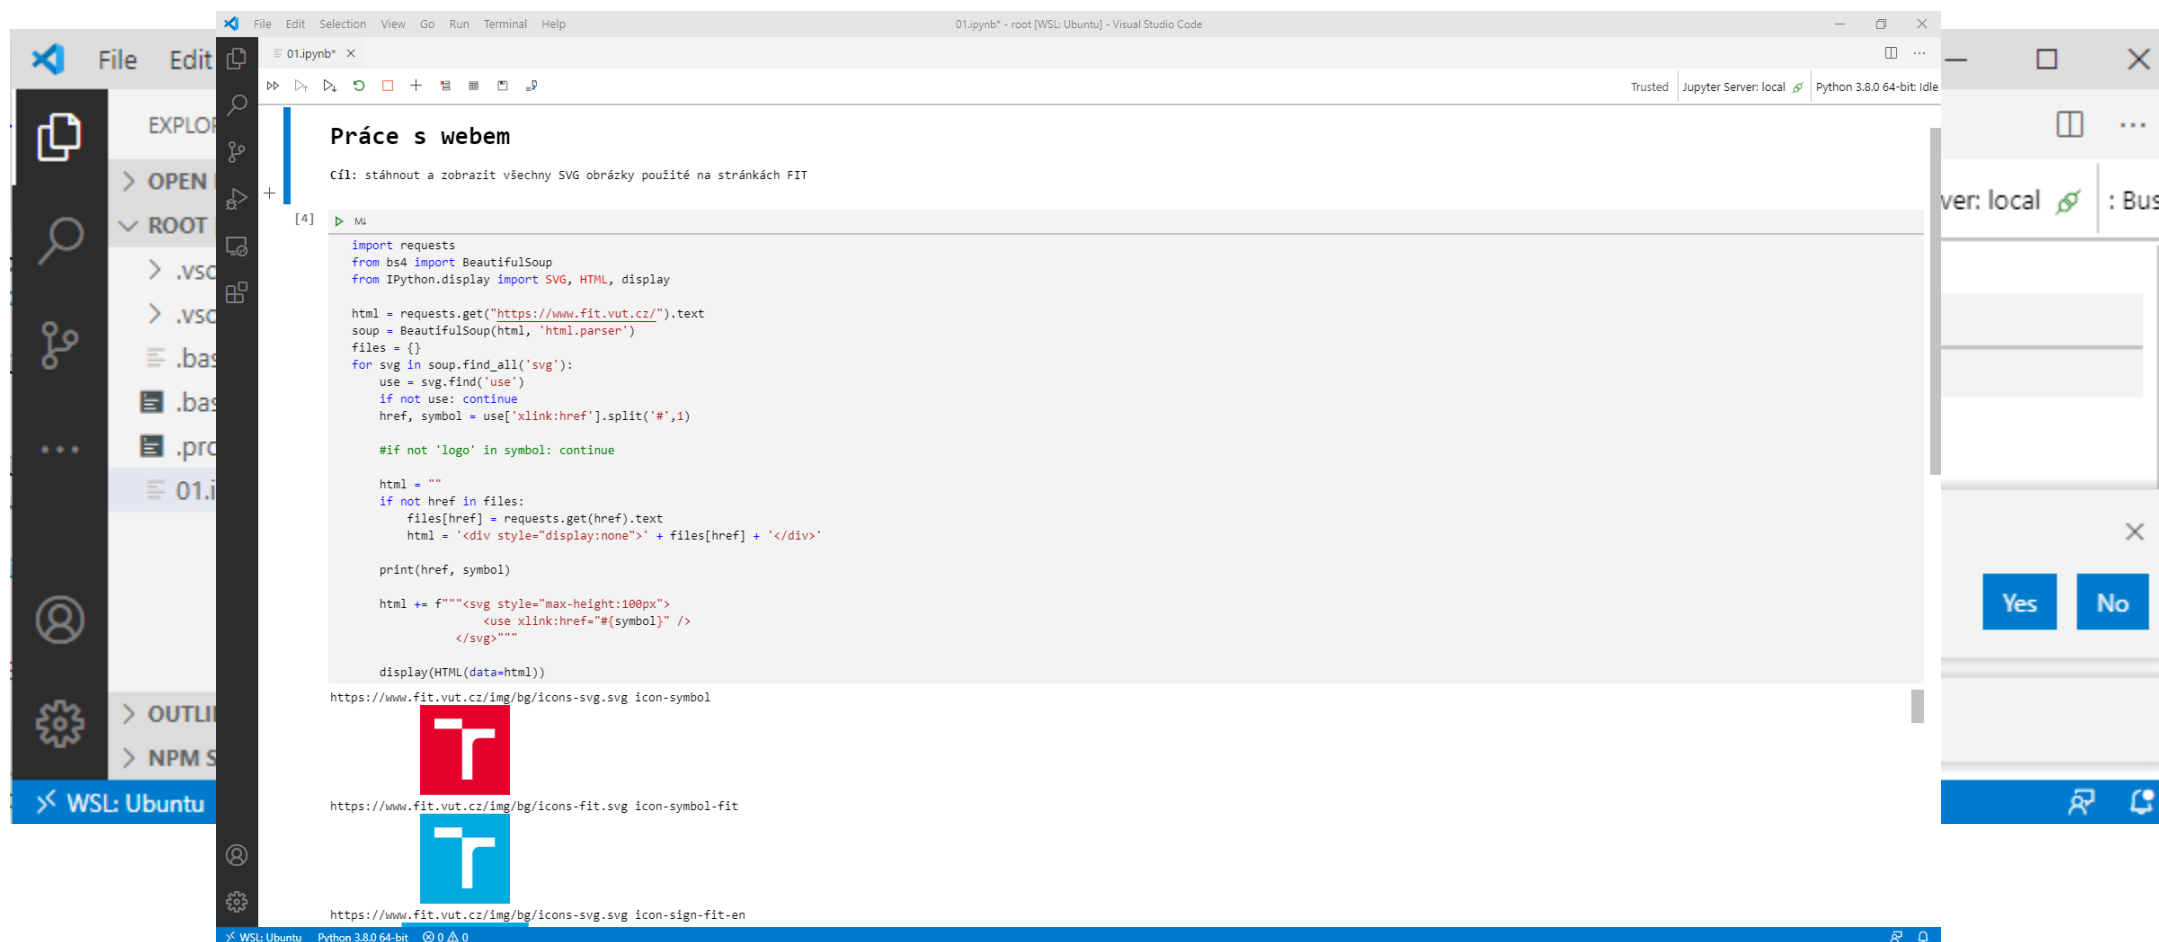 File Edit Selection View Go Run Terminal Help
01.ipynb* - root [WSL: Ubuntu] - Visual Studio Code
01.ipynb*
Trusted
Jupyter Server: local
Python 3.8.0 64-bit: Idle
Práce s webem
Cíl: stáhnout a zobrazit všechny SVG obrázky použité na stránkách FIT
[4]
M↓
import requests
from bs4 import BeautifulSoup
from IPython.display import SVG, HTML, display
html = requests.get("https://www.fit.vut.cz/").text
soup = BeautifulSoup(html, 'html.parser')
files = {}
for svg in soup.find_all('svg'):
use = svg.find('use')
if not use: continue
href, symbol = use['xlink:href'].split('#',1)
#if not 'logo' in symbol: continue
html = ""
if not href in files:
files[href] = requests.get(href).text
html = '<div style="display:none">' + files[href] + '</div>'
print(href, symbol)
html += f"""<svg style="max-height:100px">
<use xlink:href="#{symbol}" />
</svg>"""
display(HTML(data=html))
https://www.fit.vut.cz/img/bg/icons-svg.svg icon-symbol
https://www.fit.vut.cz/img/bg/icons-fit.svg icon-symbol-fit
https://www.fit.vut.cz/img/bg/icons-svg.svg icon-sign-fit-en
WSL: Ubuntu
Python 3.8.0 64-bit
0
0
File Edit
EXPLOR
OPEN
ROOT
.vsc
.vsc
.bas
.bas
.pro
01.i
OUTLI
NPM S
WSL: Ubuntu
ver: local
: Bus
Yes
No